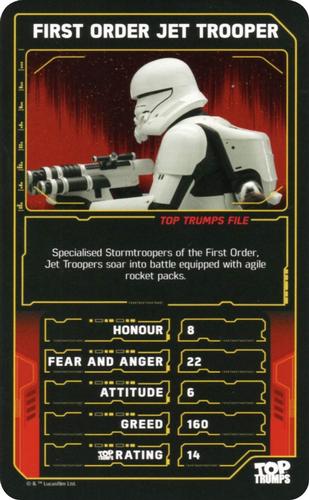 FIRST ORDER JET TROOPER
TOP TRUMPS FILE
Specialised Stormtroopers of the First Order,
Jet Troopers soar into battle equipped with agile
rocket packs.
HONOUR 8
FEAR AND ANGER 22
ATTITUDE 6
GREED 160
TOP TRUMPS RATING 14
© & ™ Lucasfilm Ltd.
TOP
TRUMPS